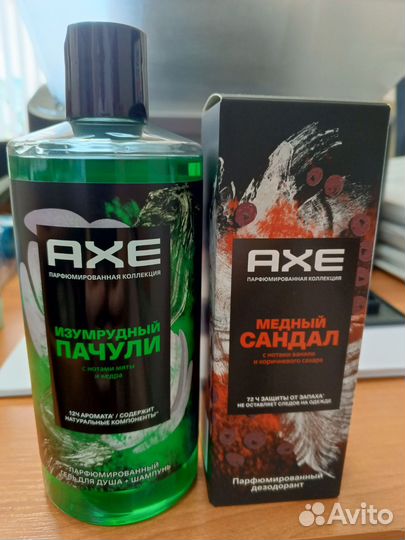 AXE
ПАРФЮМИРОВАННАЯ КОЛЛЕКЦИЯ
ИЗУМРУДНЫЙ
ПАЧУЛИ
с нотами мяты
и кедра
12Ч АРОМАТА* / СОДЕРЖИТ
НАТУРАЛЬНЫЕ КОМПОНЕНТЫ**
ПАРФЮМИРОВАННЫЙ
ГЕЛЬ ДЛЯ ДУША + ШАМПУНЬ
AXE
ПАРФЮМИРОВАННАЯ КОЛЛЕКЦИЯ
МЕДНЫЙ
САНДАЛ
с нотами ванили
и коричневого сахара
72 Ч ЗАЩИТЫ ОТ ЗАПАХА*
НЕ ОСТАВЛЯЕТ СЛЕДОВ НА ОДЕЖДЕ
Парфюмированный
дезодорант
Avito